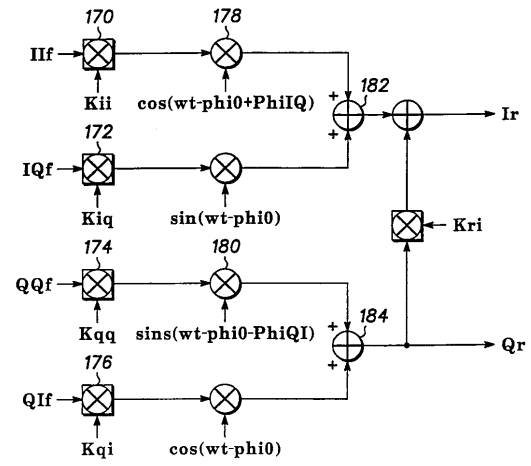 170 178
IIf
182
Kii cos(wt-phi0+PhiIQ)
+
Ir
172
+
IQf
Kiq sin(wt-phi0)
Kri
174 180
QQf
Kqq sins(wt-phi0-PhiQI)
184
+
Qr
176
+
QIf
Kqi cos(wt-phi0)